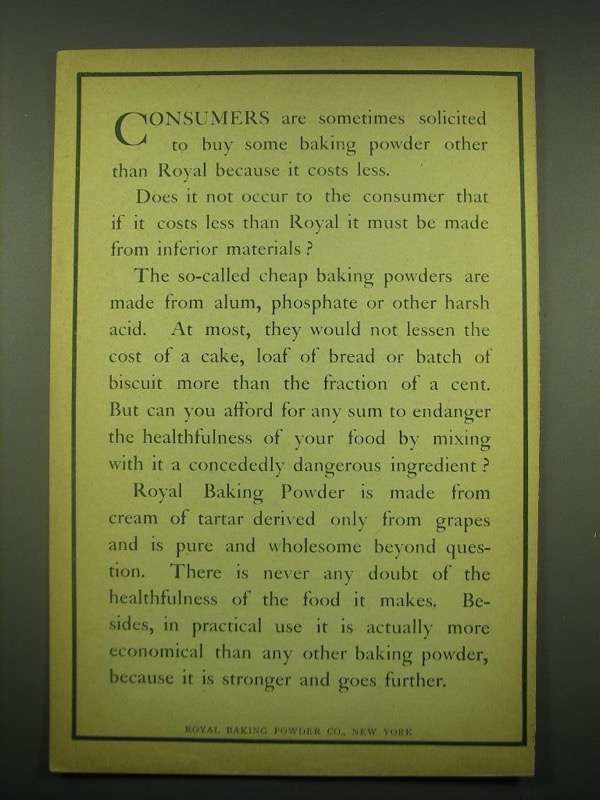 CONSUMERS are sometimes solicited
to buy some baking powder other
than Royal because it costs less.
Does it not occur to the consumer that
if it costs less than Royal it must be made
from inferior materials?
The so-called cheap baking powders are
made from alum, phosphate or other harsh
acid. At most, they would not lessen the
cost of a cake, loaf of bread or batch of
biscuit more than the fraction of a cent.
But can you afford for any sum to endanger
the healthfulness of your food by mixing
with it a concededly dangerous ingredient?
Royal Baking Powder is made from
cream of tartar derived only from grapes
and is pure and wholesome beyond ques-
tion. There is never any doubt of the
healthfulness of the food it makes. Be-
sides, in practical use it is actually more
economical than any other baking powder,
because it is stronger and goes further.
ROYAL BAKING POWDER CO., NEW YORK